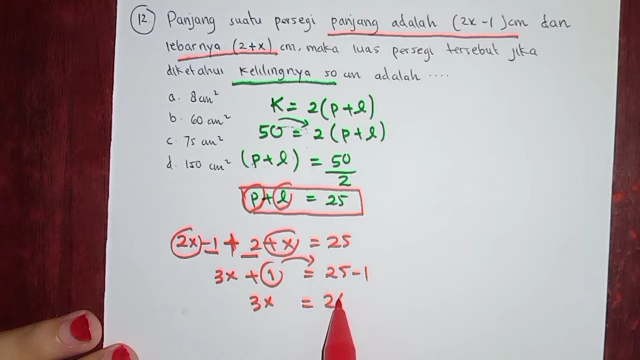 12 Panjang suatu persegi panjang adalah (2x-1) cm dan
lebarnya (2+x) cm, maka luas persegi tersebut jika
diketahui kelilingnya 50 cm adalah ....
a. 8 cm²
b. 60 cm²
c. 75 cm²
d. 150 cm²
K = 2(p+l)
50 = 2(p+l)
(p+l) = 50/2
p+l = 25
2x-1 + 2+x = 25
3x + 1 = 25-1
3x = 2